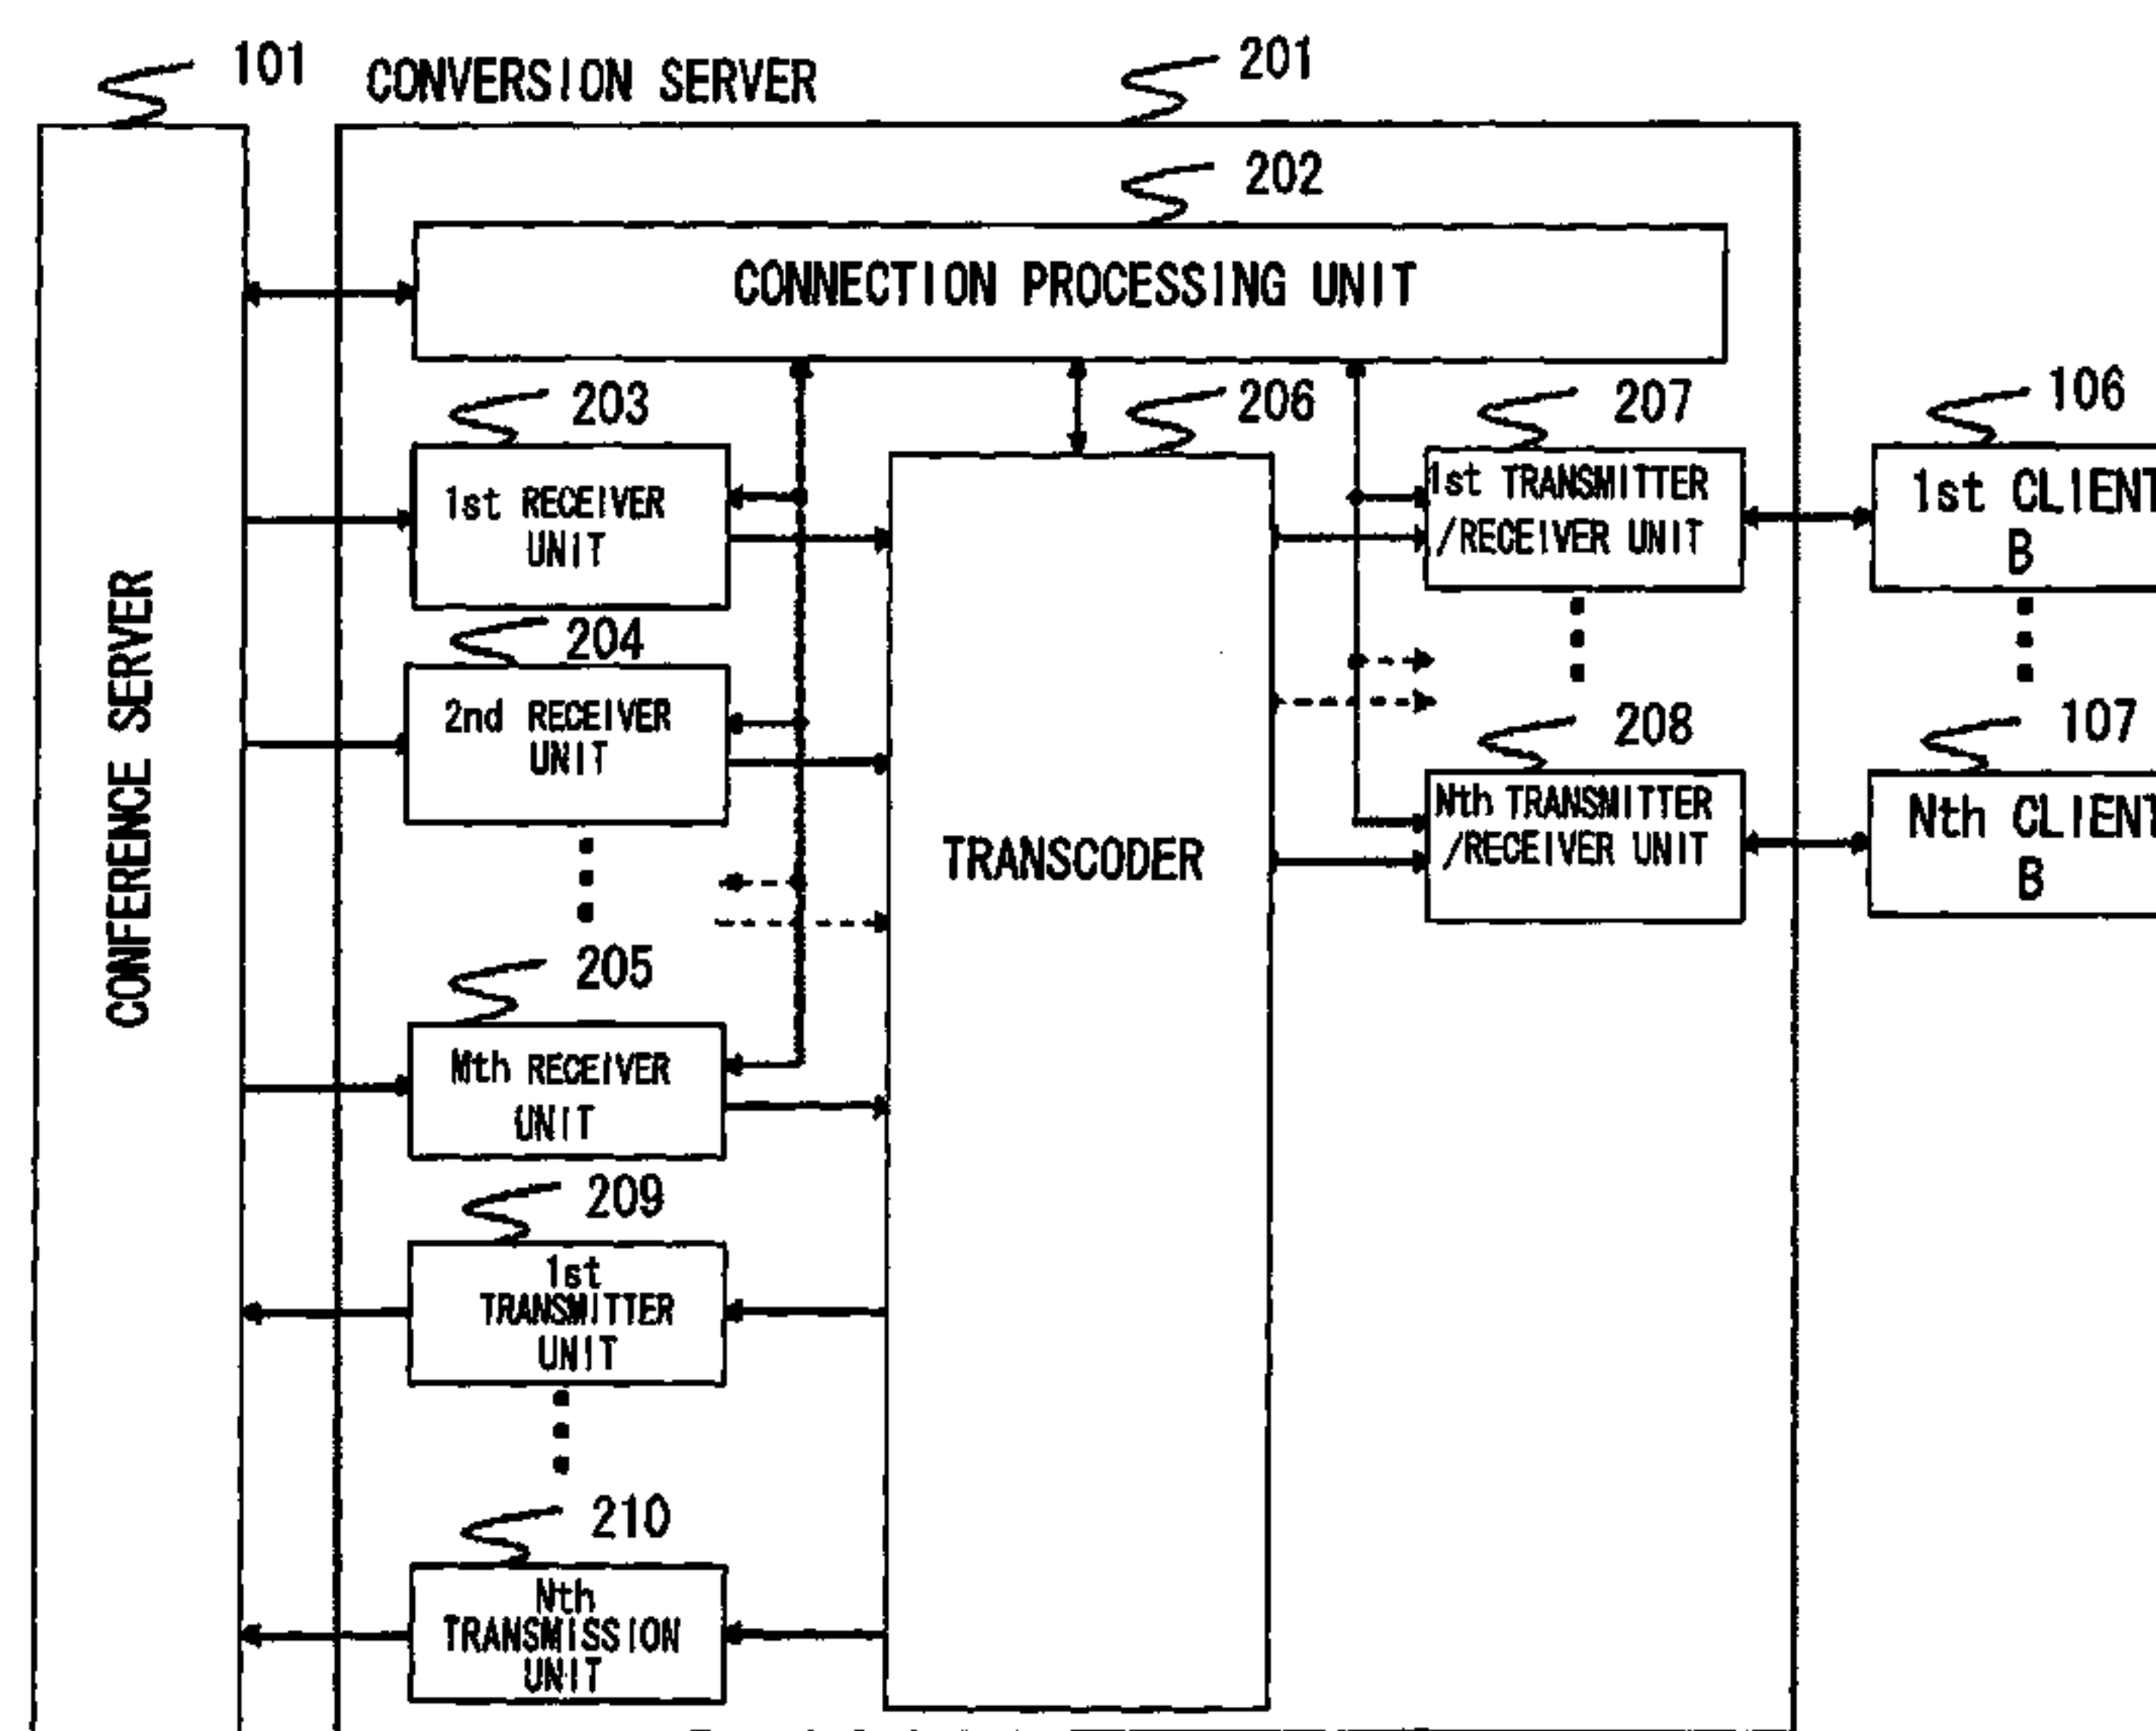 101
CONVERSION SERVER
201
202
CONNECTION PROCESSING UNIT
203
206
207
106
1st RECEIVER
UNIT
1st TRANSMITTER
/RECEIVER UNIT
1st CLIENT
B
204
2nd RECEIVER
UNIT
CONFERENCE SERVER
TRANSCODER
208
107
Nth TRANSMITTER
/RECEIVER UNIT
Nth CLIENT
B
205
Mth RECEIVER
UNIT
209
1st
TRANSMITTER
UNIT
210
Nth
TRANSMISSION
UNIT